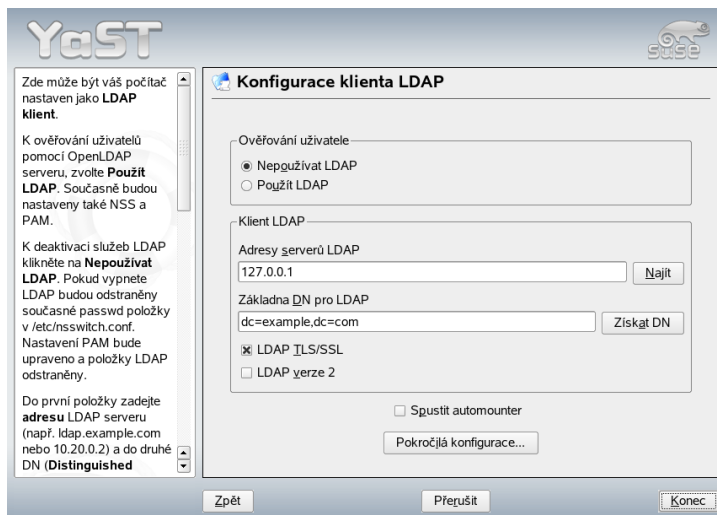 YaST
SUSE
Zde může být váš počítač
nastaven jako LDAP
klient.
K ověřování uživatelů
pomocí OpenLDAP
serveru, zvolte Použít
LDAP. Současně budou
nastaveny také NSS a
PAM.
K deaktivaci služeb LDAP
klikněte na Nepoužívat
LDAP. Pokud vypnete
LDAP budou odstraněny
současné passwd položky
v /etc/nsswitch.conf.
Nastavení PAM bude
upraveno a položky LDAP
odstraněny.
Do první položky zadejte
adresu LDAP serveru
(např. ldap.example.com
nebo 10.20.0.2) a do druhé
DN (Distinguished
Konfigurace klienta LDAP
Ověřování uživatele
Nepoužívat LDAP
Použít LDAP
Klient LDAP
Adresy serverů LDAP
127.0.0.1
Najít
Základna DN pro LDAP
dc=example,dc=com
Získat DN
LDAP TLS/SSL
LDAP verze 2
Spustit automounter
Pokročilá konfigurace...
Zpět
Přerušit
Konec